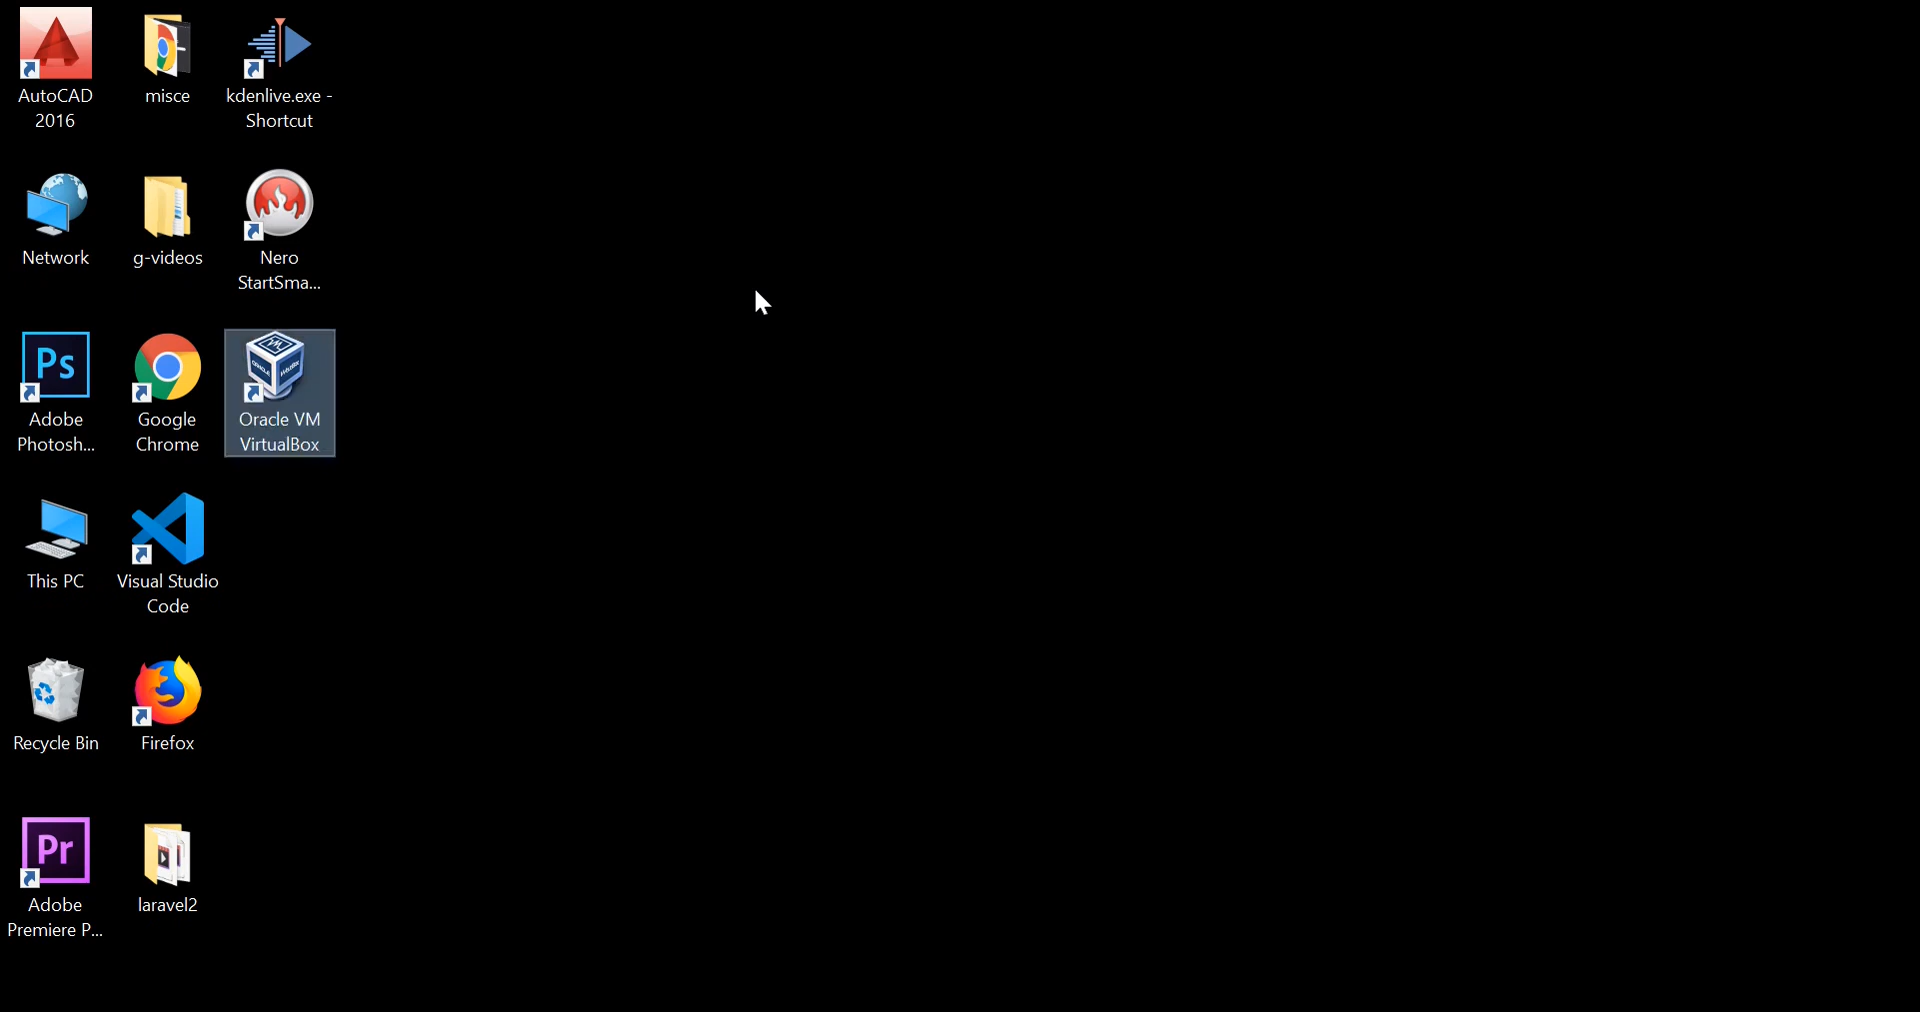 AutoCAD
2016
misce
kdenlive.exe -
Shortcut
Network
g-videos
Nero
StartSma...
Ps
Adobe
Photosh...
Google
Chrome
Oracle VM
VirtualBox
This PC
Visual Studio
Code
Recycle Bin
Firefox
Pr
Adobe
Premiere P...
laravel2